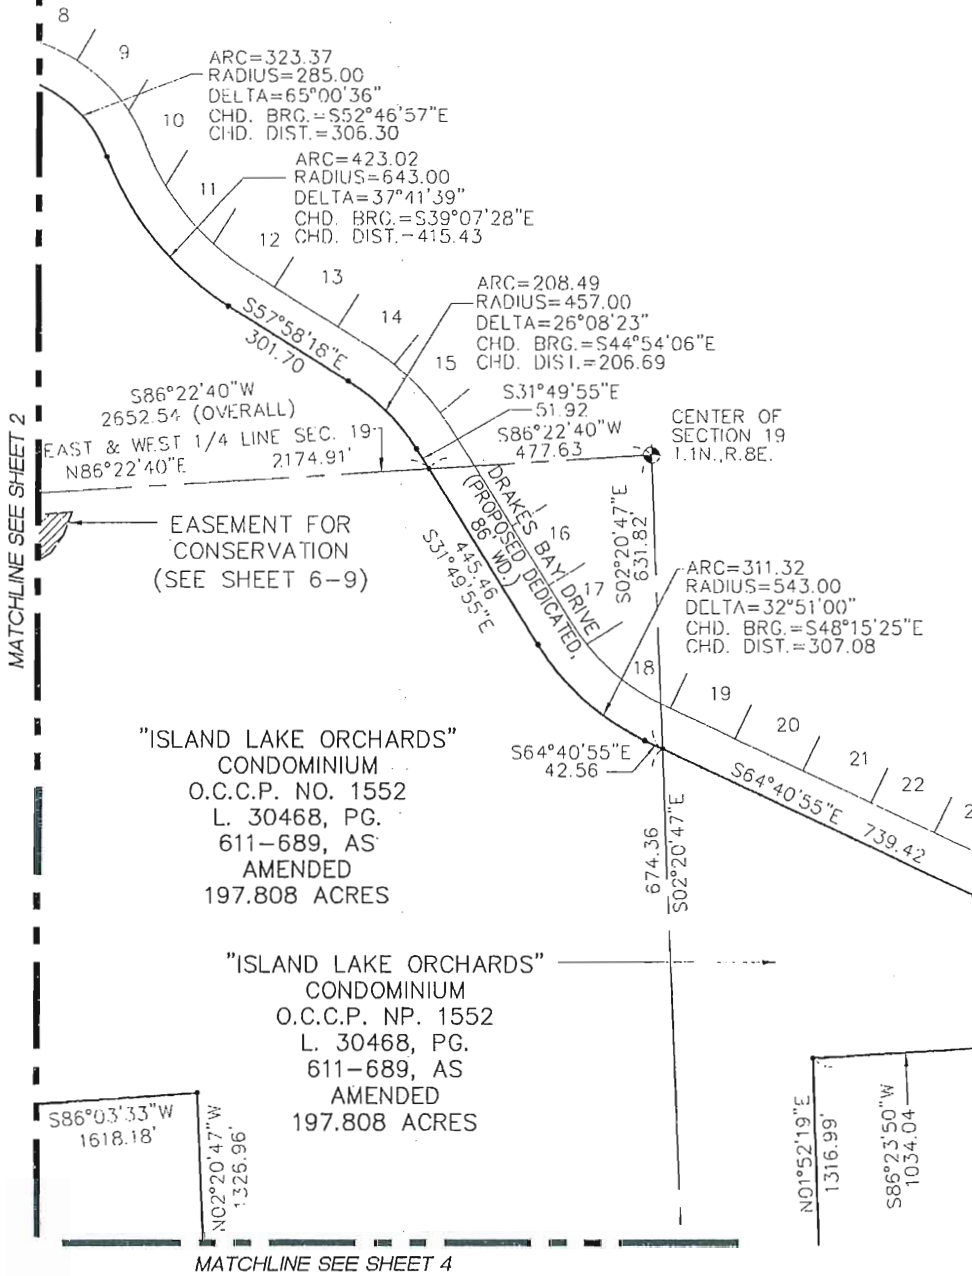 8
9
10
11
12
13
14
15
16
17
18
19
20
21
22
2
ARC=323.37
RADIUS=285.00
DELTA=65°00'36"
CHD. BRG.=S52°46'57"E
CHD. DIST.=306.30
ARC=423.02
RADIUS=643.00
DELTA=37°41'39"
CHD. BRG.=S39°07'28"E
CHD. DIST.-415.43
ARC=208.49
RADIUS=457.00
DELTA=26°08'23"
CHD. BRG.=S44°54'06"E
CHD. DIST.=206.69
S57°58'18"E
301.70
S31°49'55"E
51.92
S86°22'40"W
477.63
CENTER OF
SECTION 19
T.1N.,R.8E.
S86°22'40"W
2652.54 (OVERALL)
EAST & WEST 1/4 LINE SEC. 19
N86°22'40"E 2174.91'
MATCHLINE SEE SHEET 2
EASEMENT FOR
CONSERVATION
(SEE SHEET 6-9)
DRAKES BAY DRIVE
(PROPOSED DEDICATED,
86' WD.)
445.46
S31°49'55"E
S02°20'47"E
631.82'
ARC=311.32
RADIUS=543.00
DELTA=32°51'00"
CHD. BRG.=S48°15'25"E
CHD. DIST.=307.08
S64°40'55"E
42.56
S64°40'55"E 739.42
674.36
S02°20'47"E
"ISLAND LAKE ORCHARDS"
CONDOMINIUM
O.C.C.P. NO. 1552
L. 30468, PG.
611-689, AS
AMENDED
197.808 ACRES
"ISLAND LAKE ORCHARDS"
CONDOMINIUM
O.C.C.P. NP. 1552
L. 30468, PG.
611-689, AS
AMENDED
197.808 ACRES
S86°03'33"W
1618.18'
N02°20'47"W
1326.96'
N01°52'19"E
1316.99'
S86°23'50"W
1034.04
MATCHLINE SEE SHEET 4